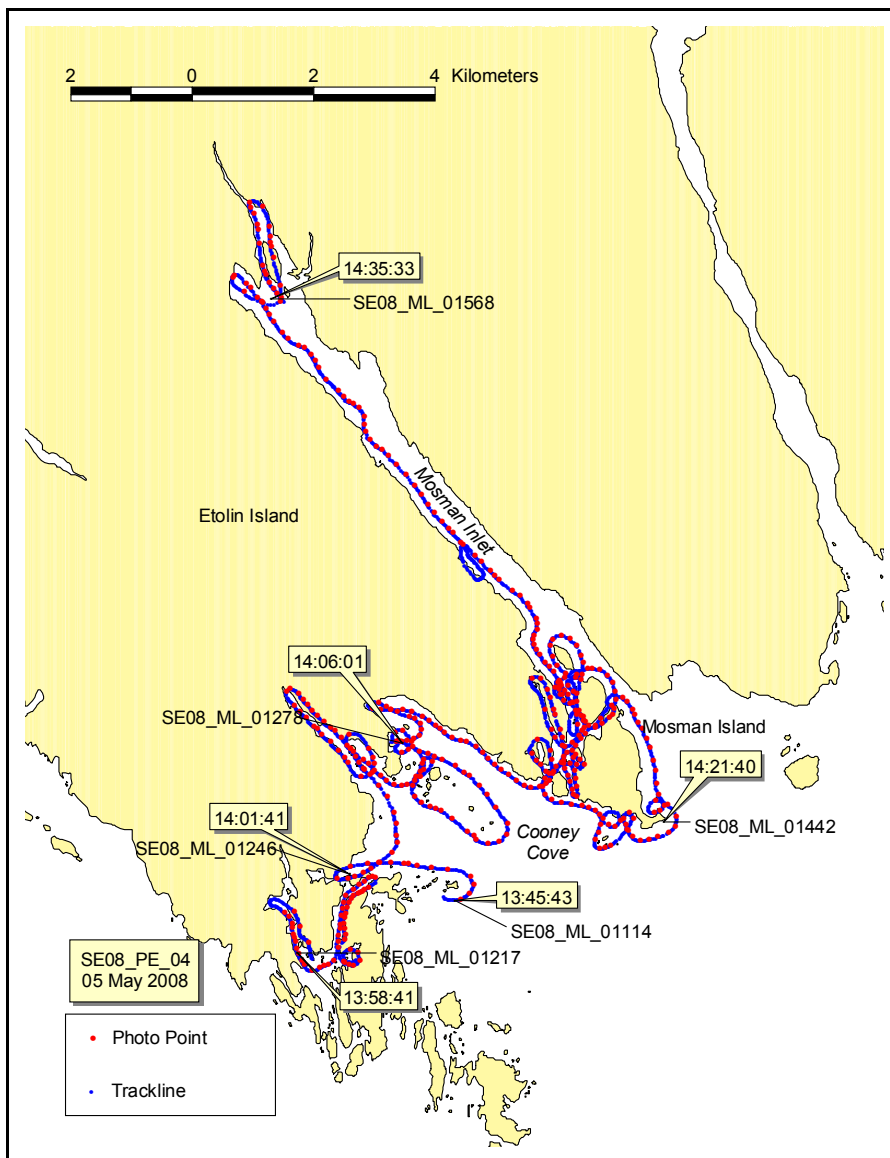 2 0 2 4 Kilometers
14:35:33
SE08_ML_01568
Mosman Inlet
Etolin Island
14:06:01
SE08_ML_01278
Mosman Island
14:21:40
14:01:41
SE08_ML_01442
Cooney
Cove
SE08_ML_01246
13:45:43
SE08_ML_01114
SE08_ML_01217
SE08_PE_04
05 May 2008
13:58:41
Photo Point
Trackline